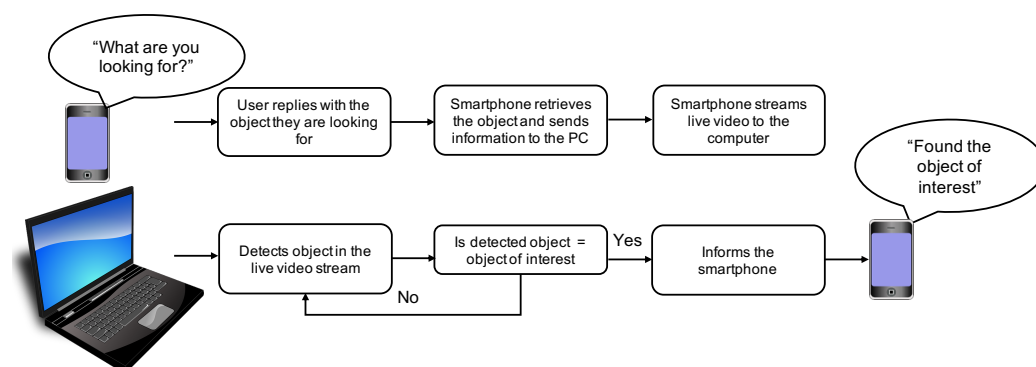 “What are you
looking for?”
User replies with the
object they are looking
for
Smartphone retrieves
the object and sends
information to the PC
Smartphone streams
live video to the
computer
“Found the
object of
interest”
Detects object in the
live video stream
Is detected object =
object of interest
Yes
Informs the
smartphone
No